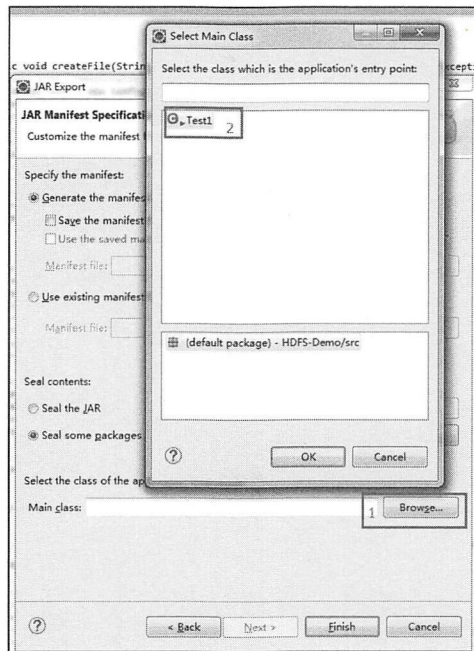 Select Main Class
c void createFile(Strin
xcepti
Select the class which is the application's entry point:
JAR Export
JAR Manifest Specificati
Customize the manifest
Test1
2
Specify the manifest:
Generate the manifes
Save the manifest
Use the saved ma
Manifest file:
Use existing manifest
Manifest file:
(default package) - HDFS-Demo/src
Seal contents:
Seal the JAR
Seal some packages
OK
Cancel
Select the class of the ap
Main class:
1
Browse...
< Back
Next >
Finish
Cancel